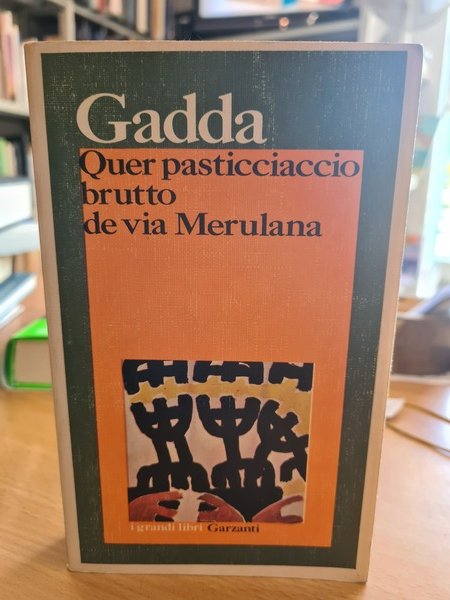 Gadda
Quer pasticciaccio
brutto
de via Merulana
i grandi libri Garzanti